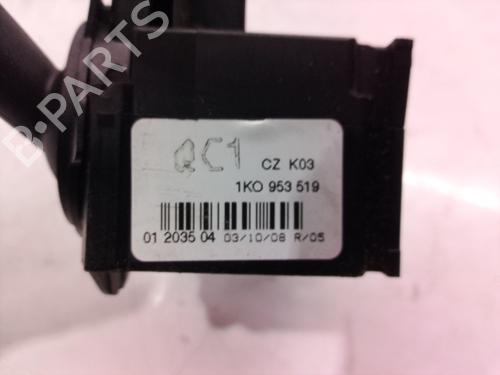 B-PARTS
QC1
CZ K03
1K0 953 519
01 2035 04 03/10/08 R/05